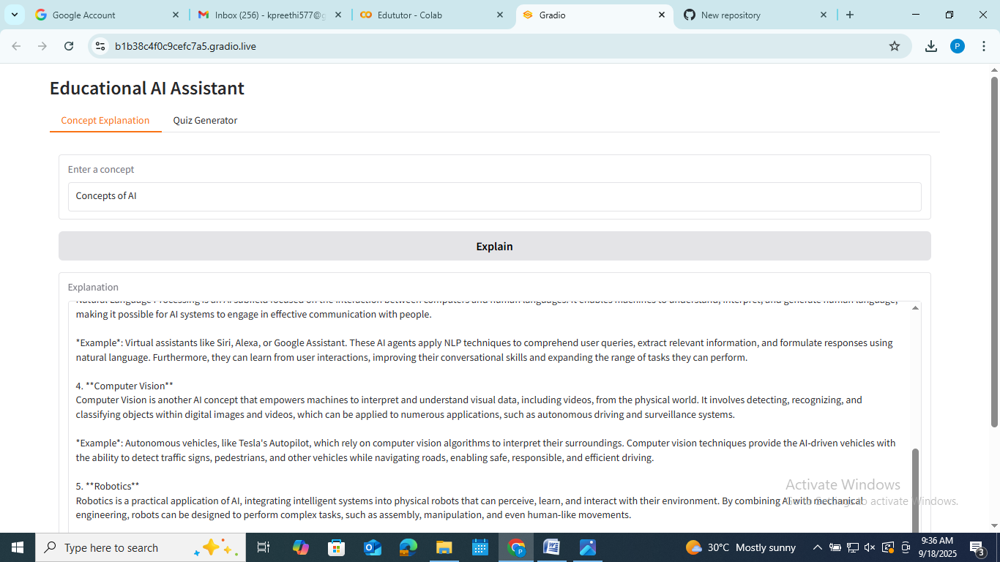 Google Account
Inbox (256) - kpreethi577@g
Edututor - Colab
Gradio
New repository
b1b38c4f0c9cefc7a5.gradio.live
P
Educational AI Assistant
Concept Explanation
Quiz Generator
Enter a concept
Concepts of AI
Explain
Explanation
Natural Language Processing is an AI subfield focused on the interaction between computers and human languages. It enables machines to understand, interpret, and generate human language,
making it possible for AI systems to engage in effective communication with people.
*Example*: Virtual assistants like Siri, Alexa, or Google Assistant. These AI agents apply NLP techniques to comprehend user queries, extract relevant information, and formulate responses using
natural language. Furthermore, they can learn from user interactions, improving their conversational skills and expanding the range of tasks they can perform.
4. **Computer Vision**
Computer Vision is another AI concept that empowers machines to interpret and understand visual data, including videos, from the physical world. It involves detecting, recognizing, and
classifying objects within digital images and videos, which can be applied to numerous applications, such as autonomous driving and surveillance systems.
*Example*: Autonomous vehicles, like Tesla's Autopilot, which rely on computer vision algorithms to interpret their surroundings. Computer vision techniques provide the AI-driven vehicles with
the ability to detect traffic signs, pedestrians, and other vehicles while navigating roads, enabling safe, responsible, and efficient driving.
5. **Robotics**
Robotics is a practical application of AI, integrating intelligent systems into physical robots that can perceive, learn, and interact with their environment. By combining AI with mechanical
engineering, robots can be designed to perform complex tasks, such as assembly, manipulation, and even human-like movements.
Activate Windows
Go to Settings to activate Windows.
Type here to search
30°C Mostly sunny
9:36 AM
9/18/2025
3